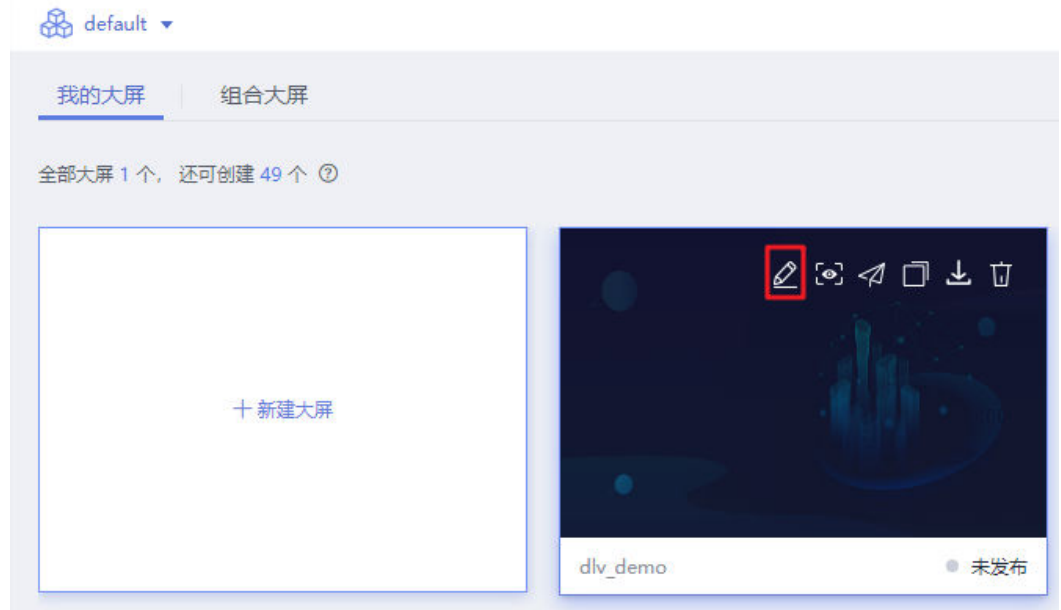 default
我的大屏 组合大屏
全部大屏 1 个, 还可创建 49 个 ?
+ 新建大屏
dlv_demo 未发布